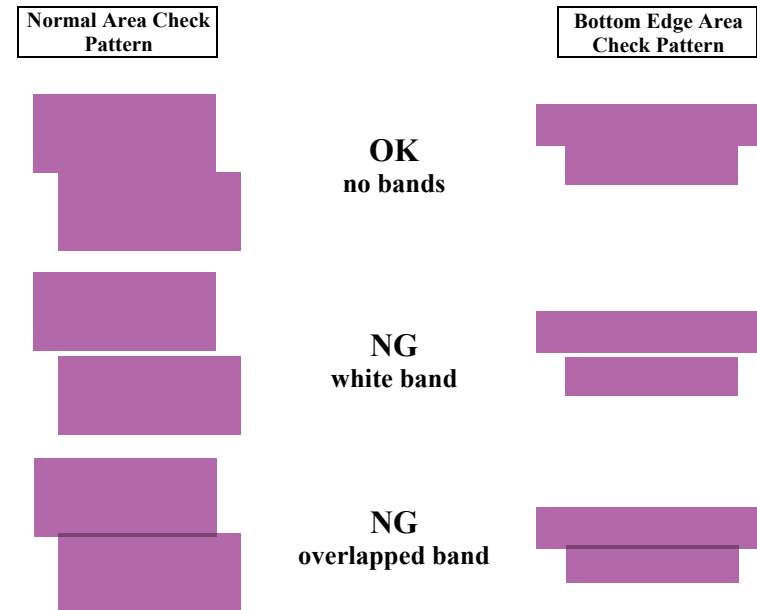 Normal Area Check
Pattern
Bottom Edge Area
Check Pattern
OK
no bands
NG
white band
NG
overlapped band